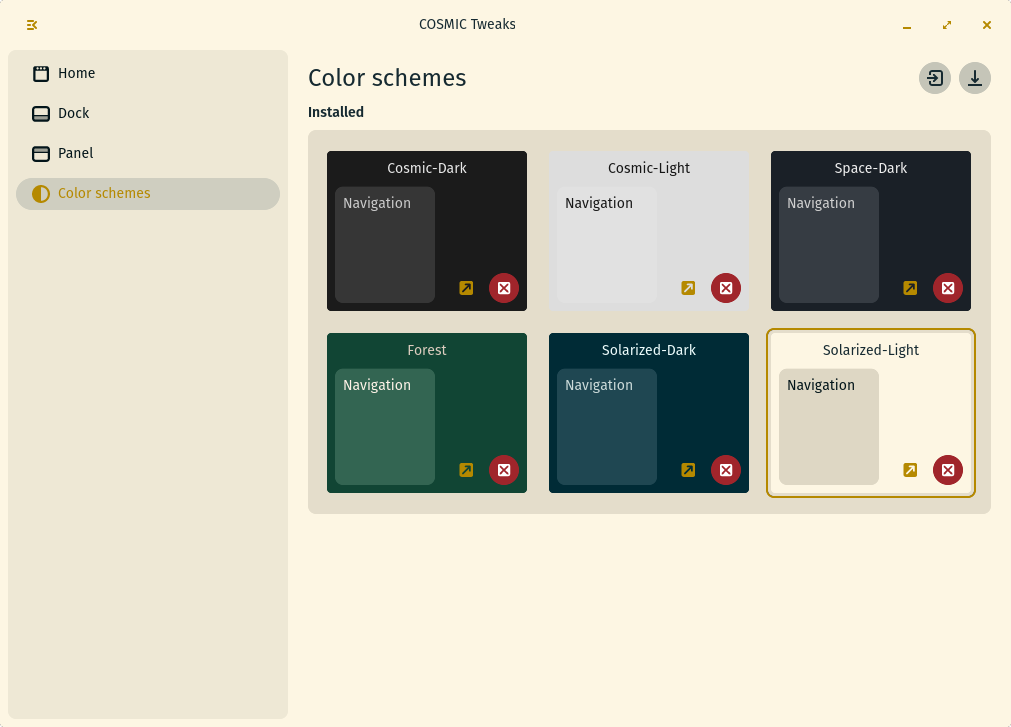 COSMIC Tweaks
Home
Dock
Panel
Color schemes
Color schemes
Installed
Cosmic-Dark
Navigation
Cosmic-Light
Navigation
Space-Dark
Navigation
Forest
Navigation
Solarized-Dark
Navigation
Solarized-Light
Navigation